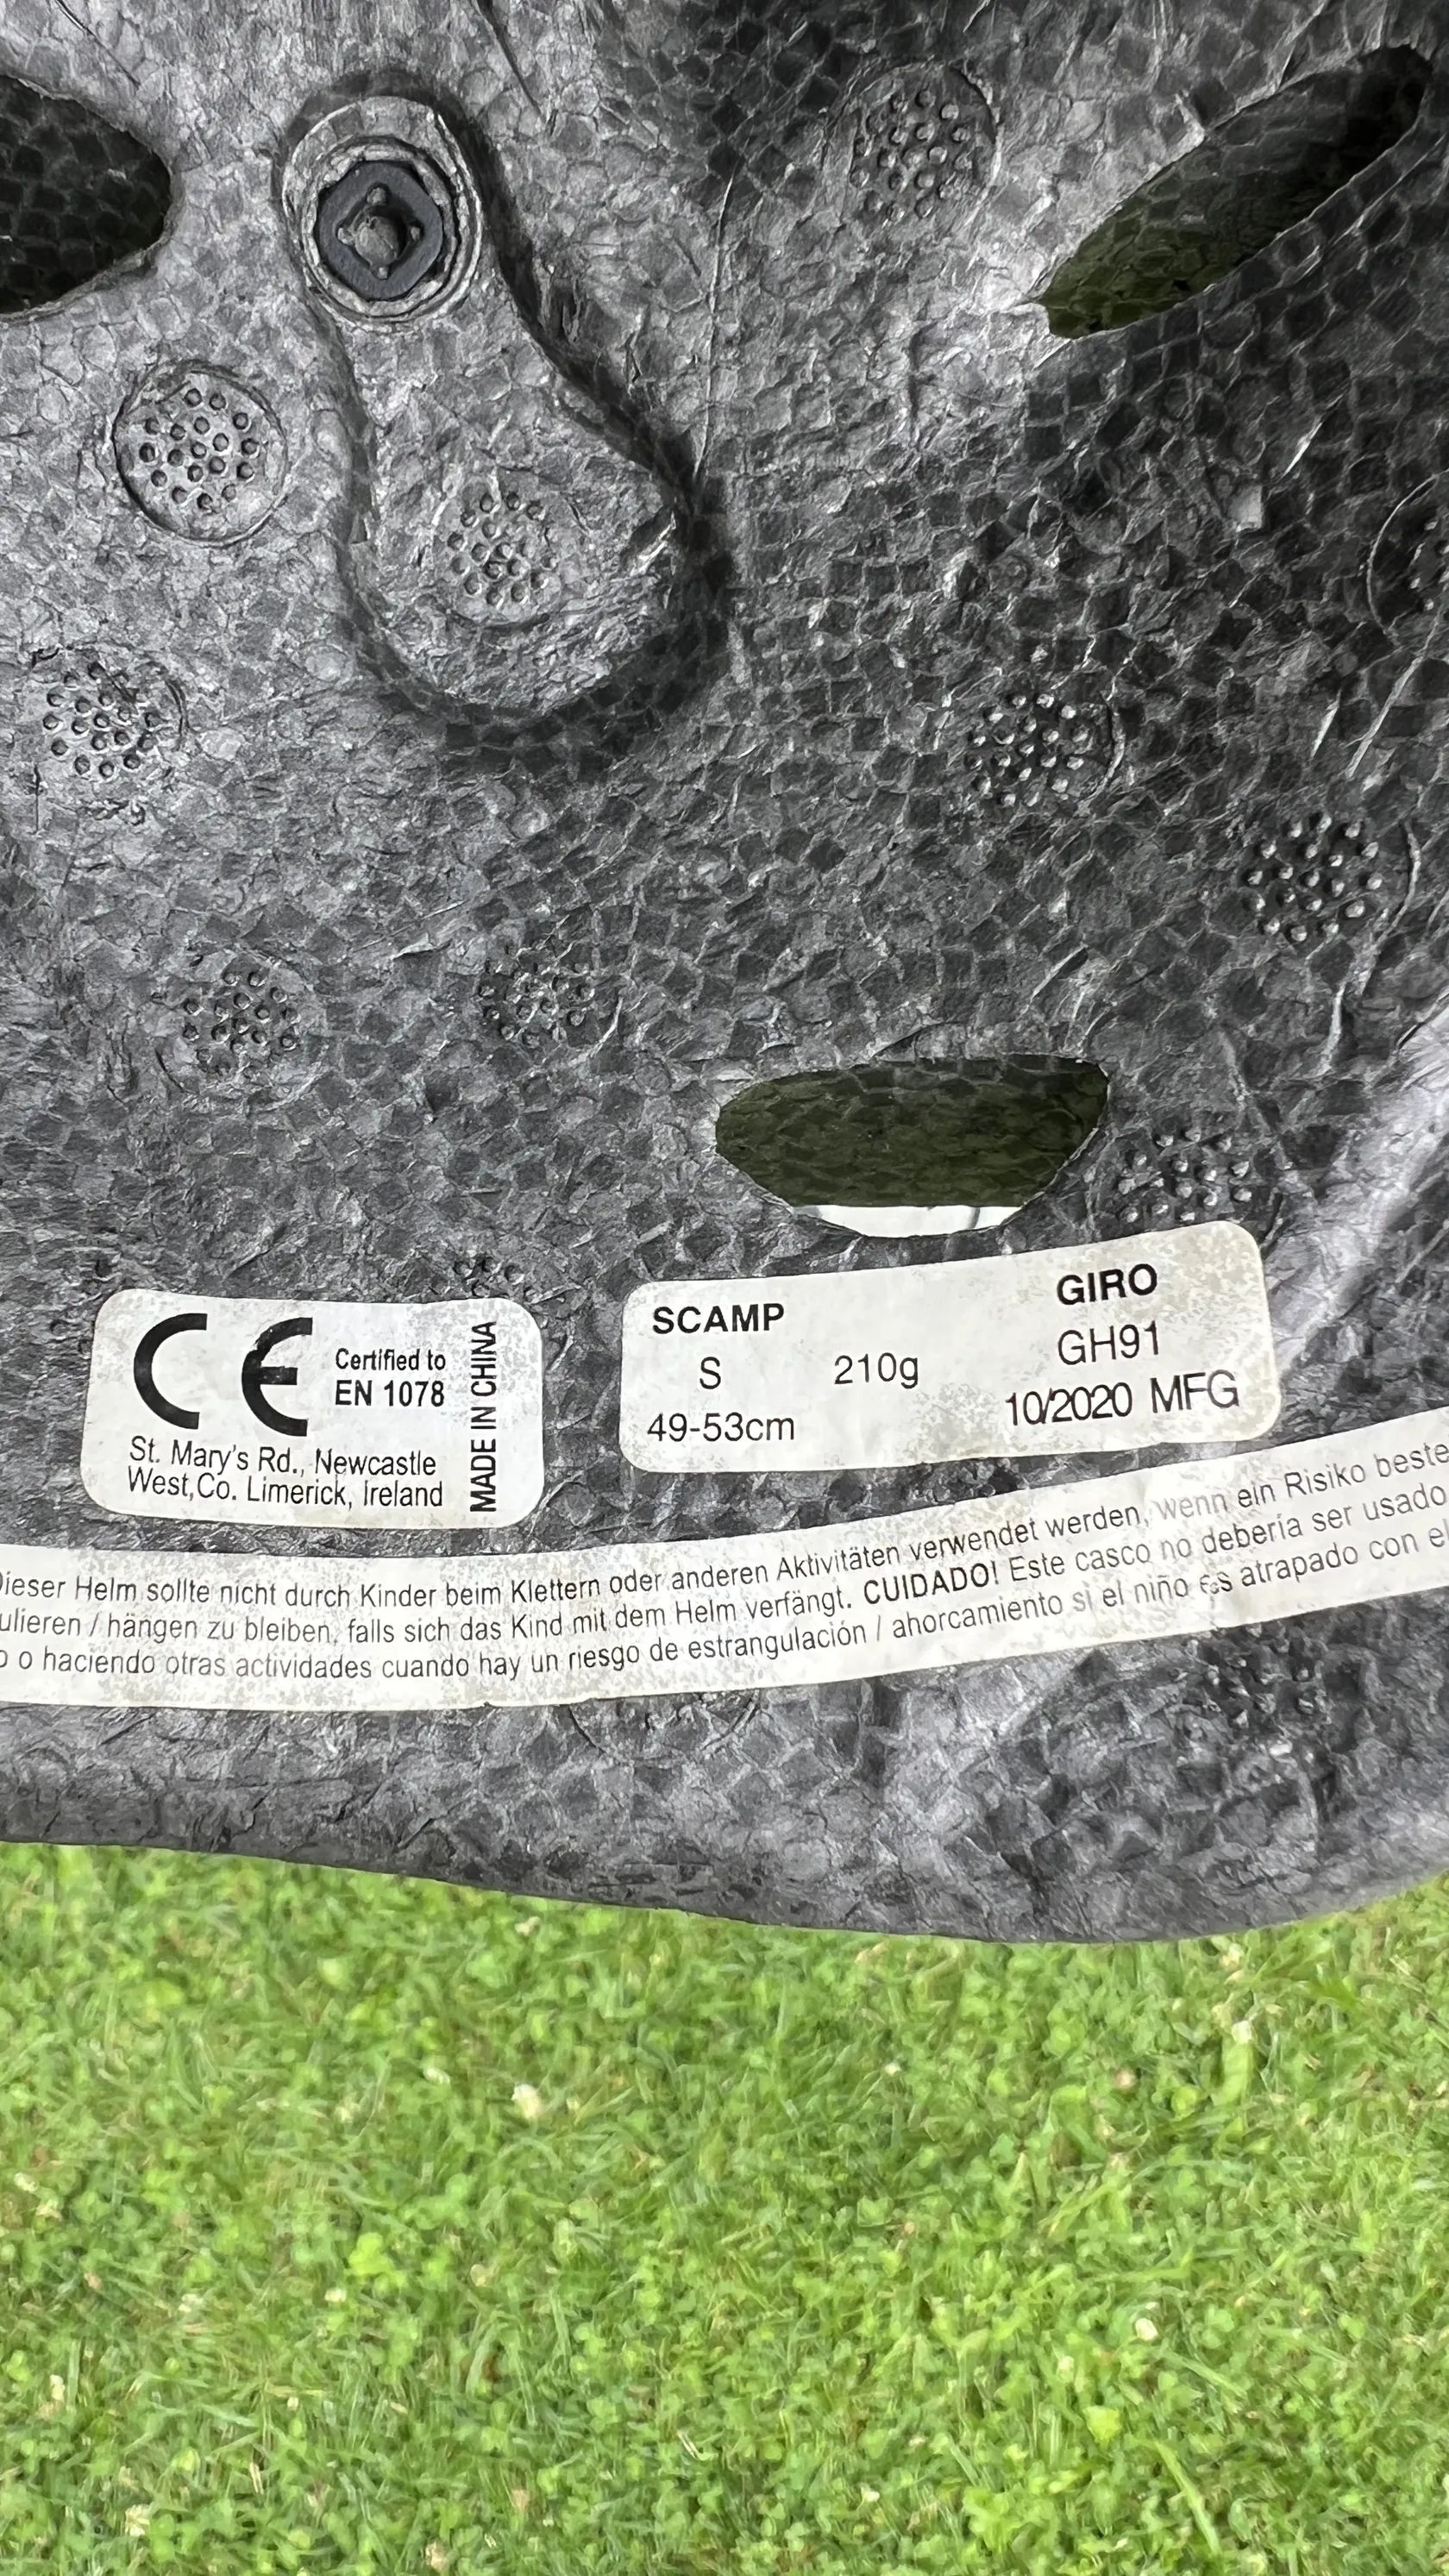 CE
Certified to
EN 1078
MADE IN CHINA
St. Mary's Rd., Newcastle
West,Co. Limerick, Ireland
SCAMP
S
49-53cm
210g
GIRO
GH91
10/2020 MFG
Dieser Helm sollte nicht durch Kinder beim Klettern oder anderen Aktivitäten verwendet werden, wenn ein Risiko beste
ulieren / hängen zu bleiben, falls sich das Kind mit dem Helm verfängt. CUIDADO! Este casco no debería ser usado
o o haciendo otras actividades cuando hay un riesgo de estrangulación / ahorcamiento si el niño es atrapado con el